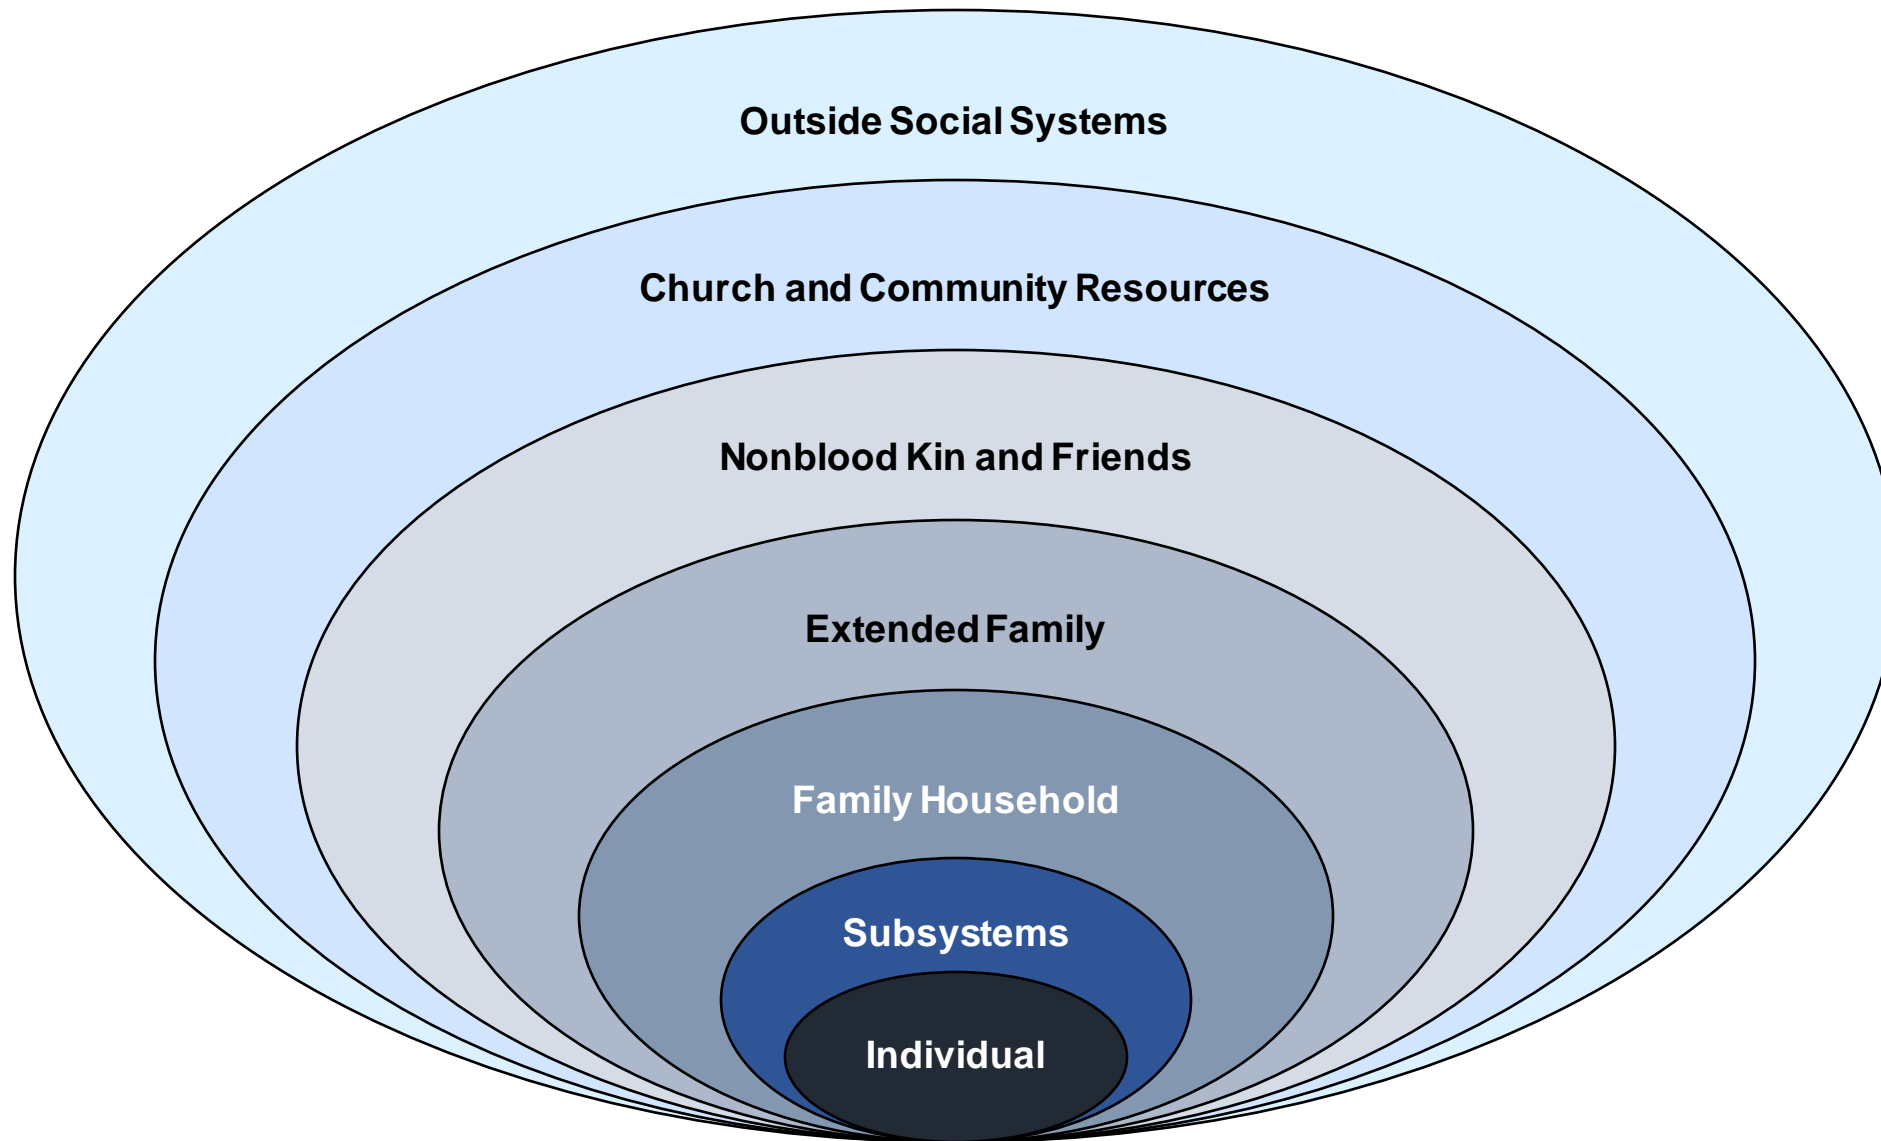 Outside Social Systems
Church and Community Resources
Nonblood Kin and Friends
Extended Family
Family Household
Subsystems
Individual